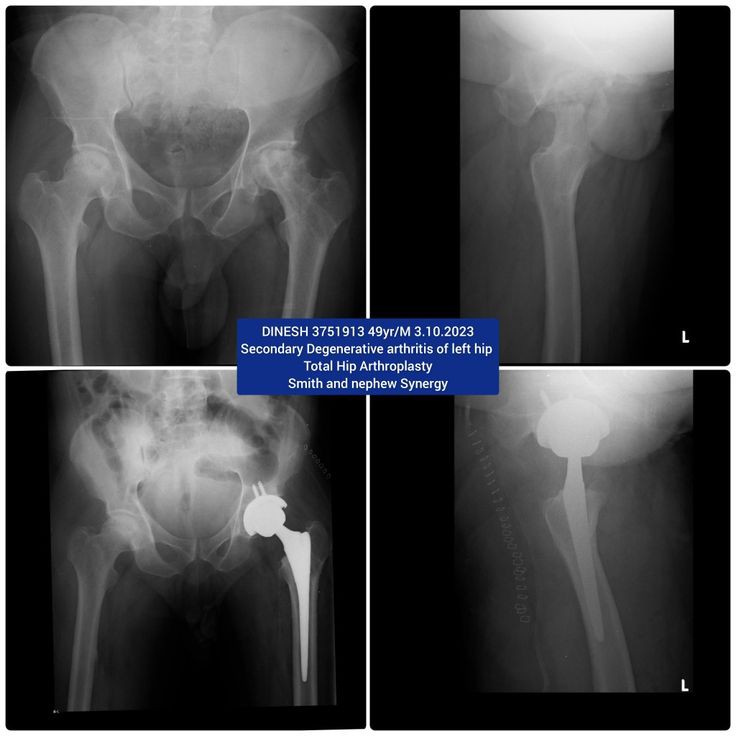 L
DINESH 3751913 49yr/M 3.10.2023
Secondary Degenerative arthritis of left hip
Total Hip Arthroplasty
Smith and nephew Synergy
L